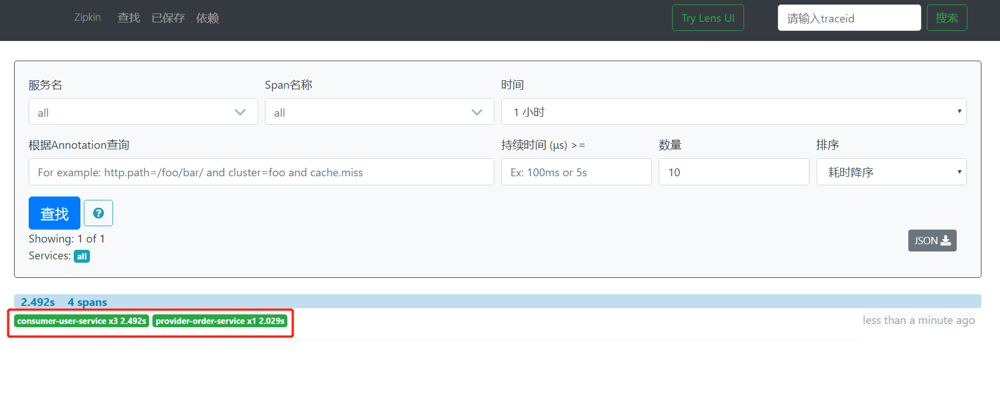 Zipkin 查找 已保存 依赖 Try Lens UI 请输入traceid 搜索
服务名 Span名称 时间
all all 1 小时
根据Annotation查询 持续时间 (μs) >= 数量 排序
For example: http.path=/foo/bar/ and cluster=foo and cache.miss Ex: 100ms or 5s 10 耗时降序
查找
Showing: 1 of 1
JSON
Services: all
2.492s 4 spans
consumer-user-service x3 2.492s provider-order-service x1 2.029s less than a minute ago